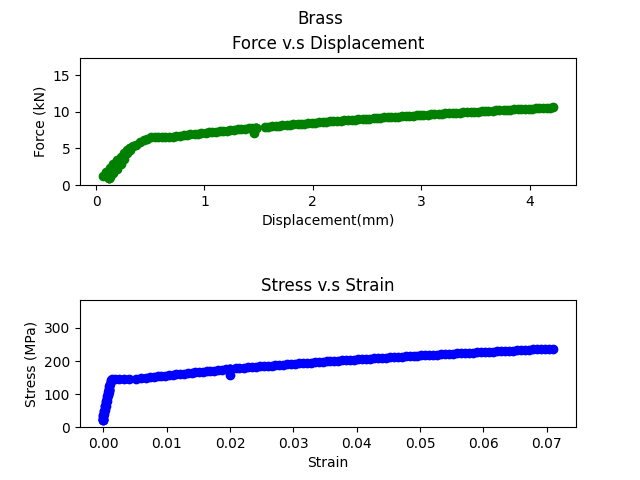 Brass
Force v.s Displacement
Force (kN)
15
10
5
0
0 1 2 3 4
Displacement(mm)
Stress v.s Strain
Stress (MPa)
300
200
100
0
0.00 0.01 0.02 0.03 0.04 0.05 0.06 0.07
Strain